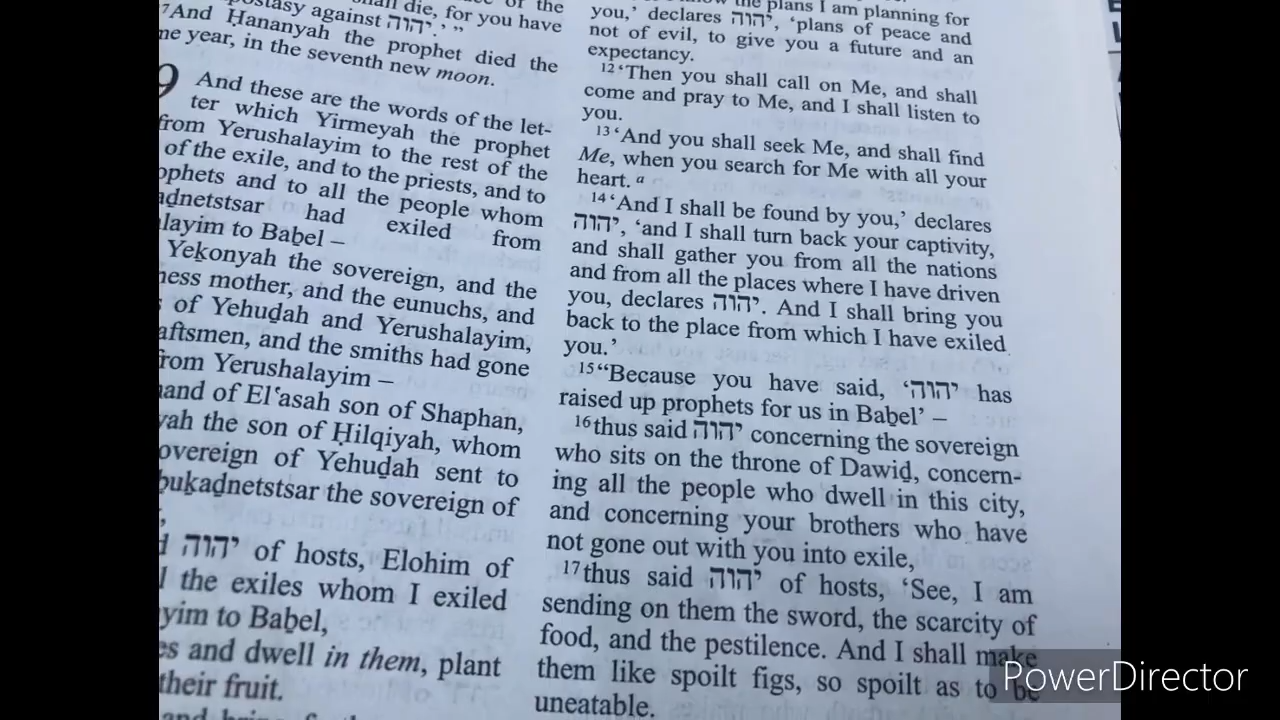 apostasy against יהוה.’ ”
7And Ḥananyah the prophet died the
year, in the seventh new moon.
9 And these are the words of the let-
ter which Yirmeyah the prophet
from Yerushalayim to the rest of the
of the exile, and to the priests, and to
and to all the people whom
had exiled from
to Baḇel –
Yeḵonyah the sovereign, and the
mother, and the eunuchs, and
of Yehuḏah and Yerushalayim,
and the smiths had gone
from Yerushalayim –
hand of Elʽasah son of Shaphan,
the son of Ḥilqiyah, whom
sovereign of Yehuḏah sent to
the sovereign of
יהוה of hosts, Elohim of
the exiles whom I exiled
to Baḇel,
and dwell in them, plant
their fruit.
the plans I am planning for
you,’ declares יהוה, ‘plans of peace and
not of evil, to give you a future and an
expectancy.
12‘Then you shall call on Me, and shall
come and pray to Me, and I shall listen to
you.
13‘And you shall seek Me, and shall find
Me, when you search for Me with all your
heart. a
14‘And I shall be found by you,’ declares
יהוה, ‘and I shall turn back your captivity,
and shall gather you from all the nations
and from all the places where I have driven
you, declares יהוה. And I shall bring you
back to the place from which I have exiled
you.’
15“Because you have said, ‘יהוה has
raised up prophets for us in Baḇel’ –
16thus said יהוה concerning the sovereign
who sits on the throne of Dawiḏ, concern-
ing all the people who dwell in this city,
and concerning your brothers who have
not gone out with you into exile,
17thus said יהוה of hosts, ‘See, I am
sending on them the sword, the scarcity of
food, and the pestilence. And I shall make
them like spoilt figs, so spoilt as to be
uneatable.
PowerDirector